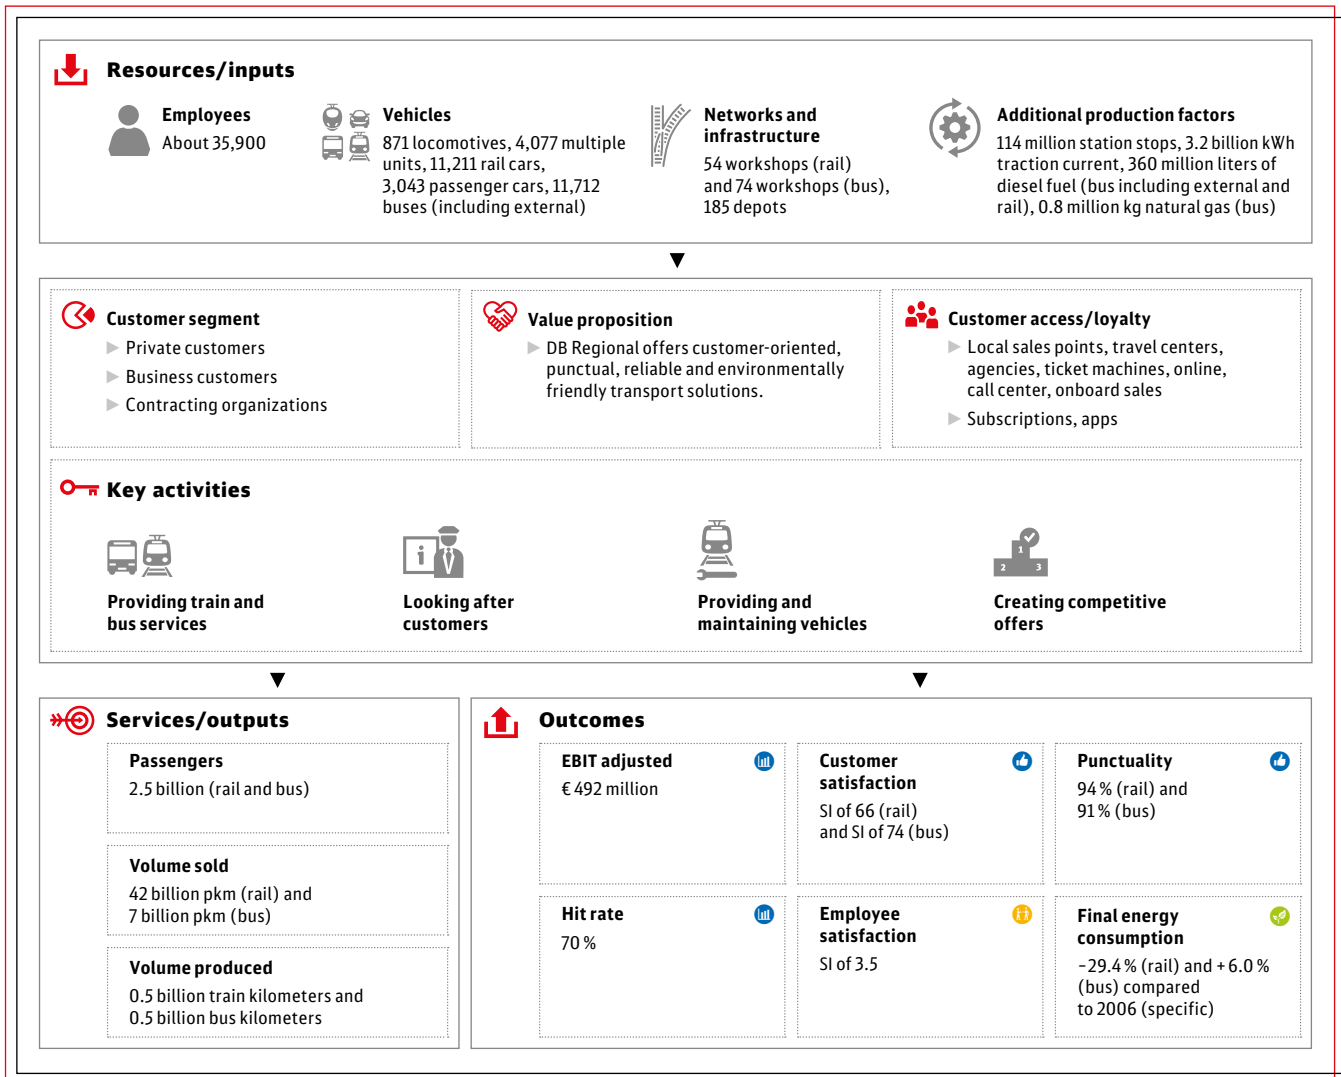 Resources/inputs
Employees
About 35,900
Vehicles
871 locomotives, 4,077 multiple
units, 11,211 rail cars,
3,043 passenger cars, 11,712
buses (including external)
Networks and
infrastructure
54 workshops (rail)
and 74 workshops (bus),
185 depots
Additional production factors
114 million station stops, 3.2 billion kWh
traction current, 360 million liters of
diesel fuel (bus including external and
rail), 0.8 million kg natural gas (bus)
Customer segment
Private customers
Business customers
Contracting organizations
Value proposition
DB Regional offers customer-oriented,
punctual, reliable and environmentally
friendly transport solutions.
Customer access/loyalty
Local sales points, travel centers,
agencies, ticket machines, online,
call center, onboard sales
Subscriptions, apps
Key activities
Providing train and
bus services
i
Looking after
customers
Providing and
maintaining vehicles
1
2 3
Creating competitive
offers
Services/outputs
Passengers
2.5 billion (rail and bus)
Volume sold
42 billion pkm (rail) and
7 billion pkm (bus)
Volume produced
0.5 billion train kilometers and
0.5 billion bus kilometers
Outcomes
EBIT adjusted
€ 492 million
Customer
satisfaction
SI of 66 (rail)
and SI of 74 (bus)
Punctuality
94 % (rail) and
91 % (bus)
Hit rate
70 %
Employee
satisfaction
SI of 3.5
Final energy
consumption
–29.4 % (rail) and + 6.0 %
(bus) compared
to 2006 (specific)